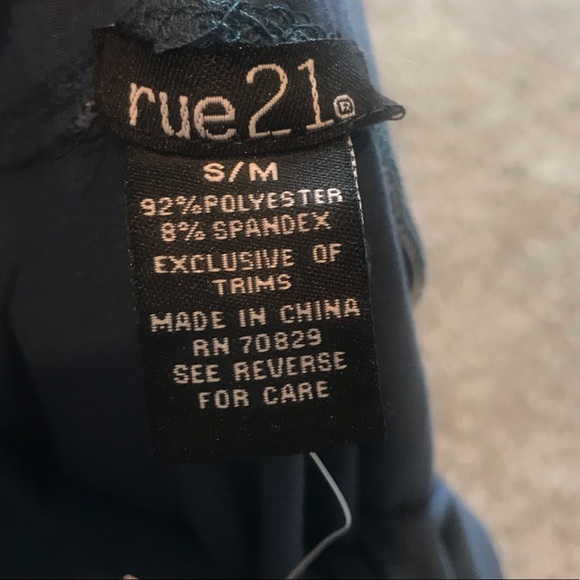 rue21®
S/M
92%POLYESTER
8% SPANDEX
EXCLUSIVE OF
TRIMS
MADE IN CHINA
RN 70829
SEE REVERSE
FOR CARE